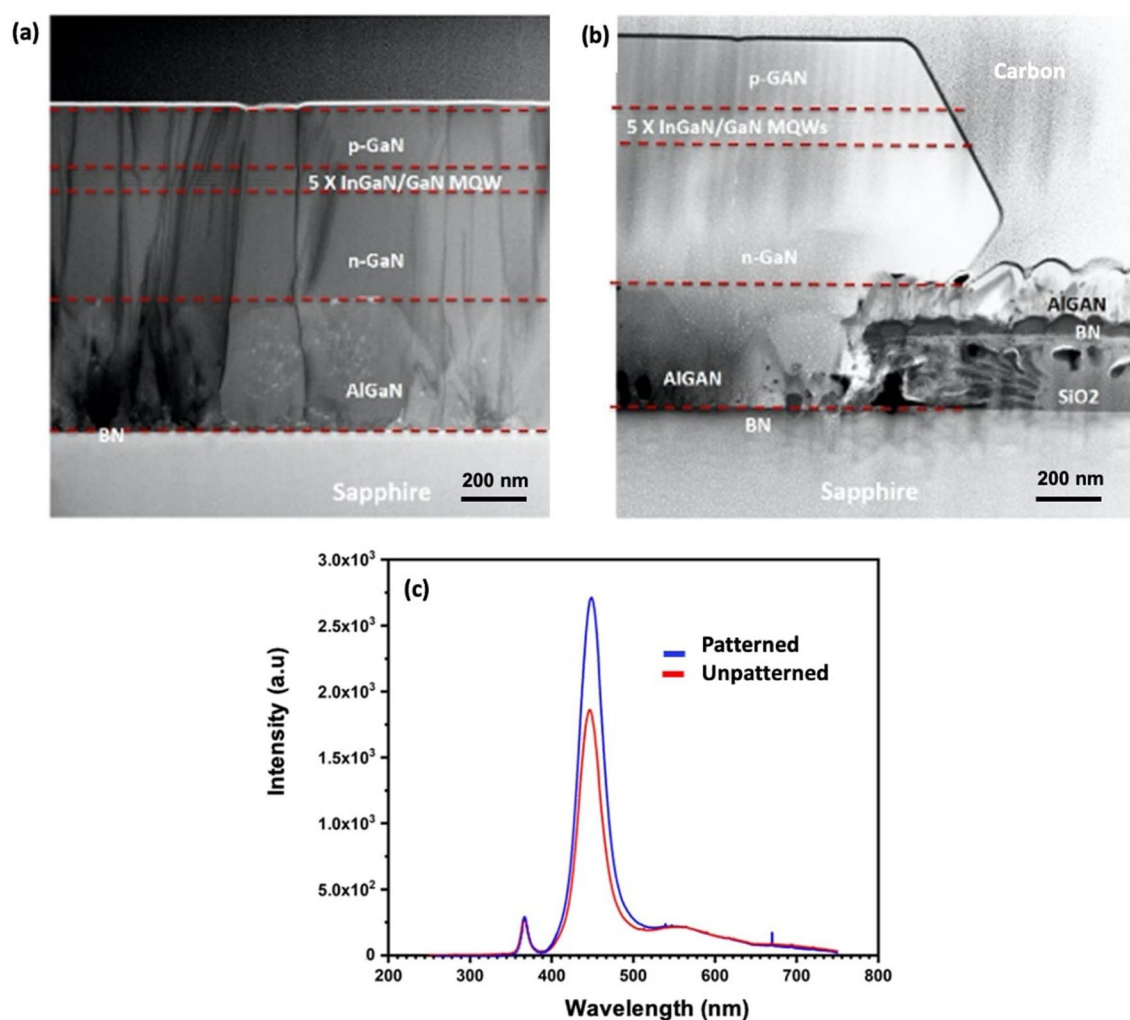 (a)
p-GaN
5 X InGaN/GaN MQW
n-GaN
AlGaN
BN
Sapphire
200 nm
(b)
p-GAN
Carbon
5 X InGaN/GaN MQWs
n-GaN
AlGAN
BN
AlGAN
SiO2
BN
Sapphire
200 nm
(c)
3.0x10³
2.5x10³
2.0x10³
1.5x10³
1.0x10³
5.0x10²
0
Intensity (a.u)
Patterned
Unpatterned
200 300 400 500 600 700 800
Wavelength (nm)